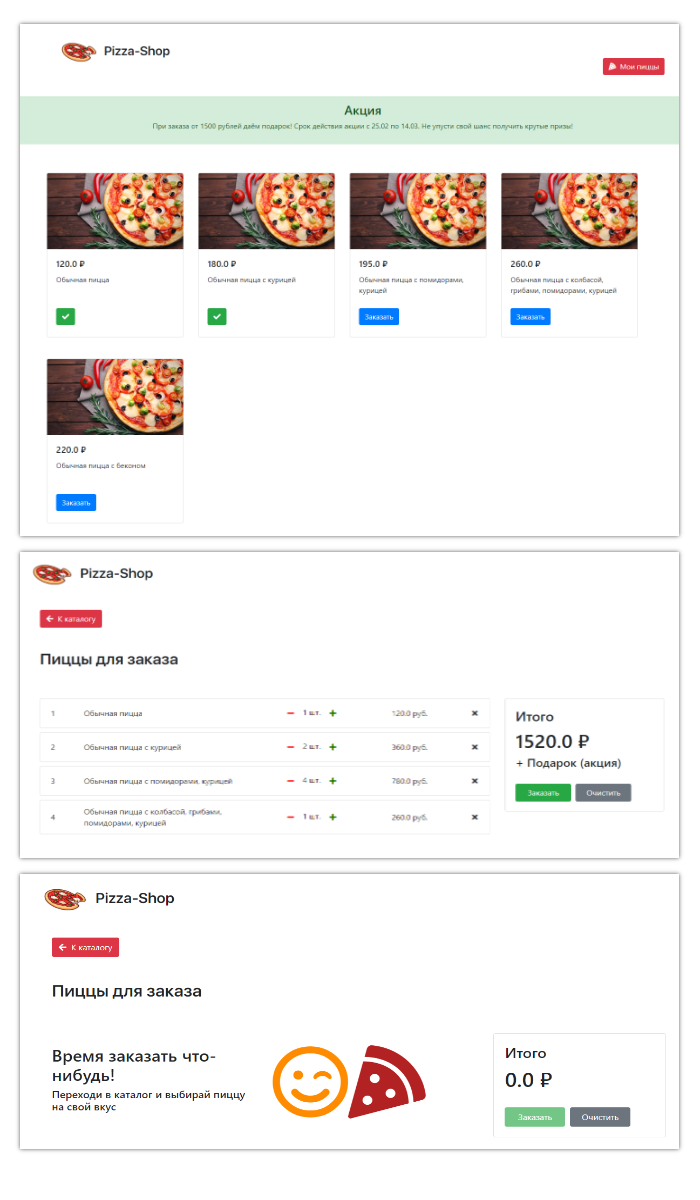 Pizza-Shop
Мои пиццы
Акция
При заказа от 1500 рублей даём подарок! Срок действия акции с 25.02 по 14.03. Не упусти свой шанс получить крутые призы!
120.0 ₽
Обычная пицца
180.0 ₽
Обычная пицца с курицей
195.0 ₽
Обычная пицца с помидорами,
курицей
Заказать
260.0 ₽
Обычная пицца с колбасой,
грибами, помидорами, курицей
Заказать
220.0 ₽
Обычная пицца с беконом
Заказать
Pizza-Shop
К каталогу
Пиццы для заказа
1 Обычная пицца 1 шт. 120.0 руб.
2 Обычная пицца с курицей 2 шт. 360.0 руб.
3 Обычная пицца с помидорами, курицей 4 шт. 780.0 руб.
4 Обычная пицца с колбасой, грибами,
помидорами, курицей 1 шт. 260.0 руб.
Итого
1520.0 ₽
+ Подарок (акция)
Заказать Очистить
Pizza-Shop
К каталогу
Пиццы для заказа
Время заказать что-
нибудь!
Переходи в каталог и выбирай пиццу
на свой вкус
Итого
0.0 ₽
Заказать Очистить